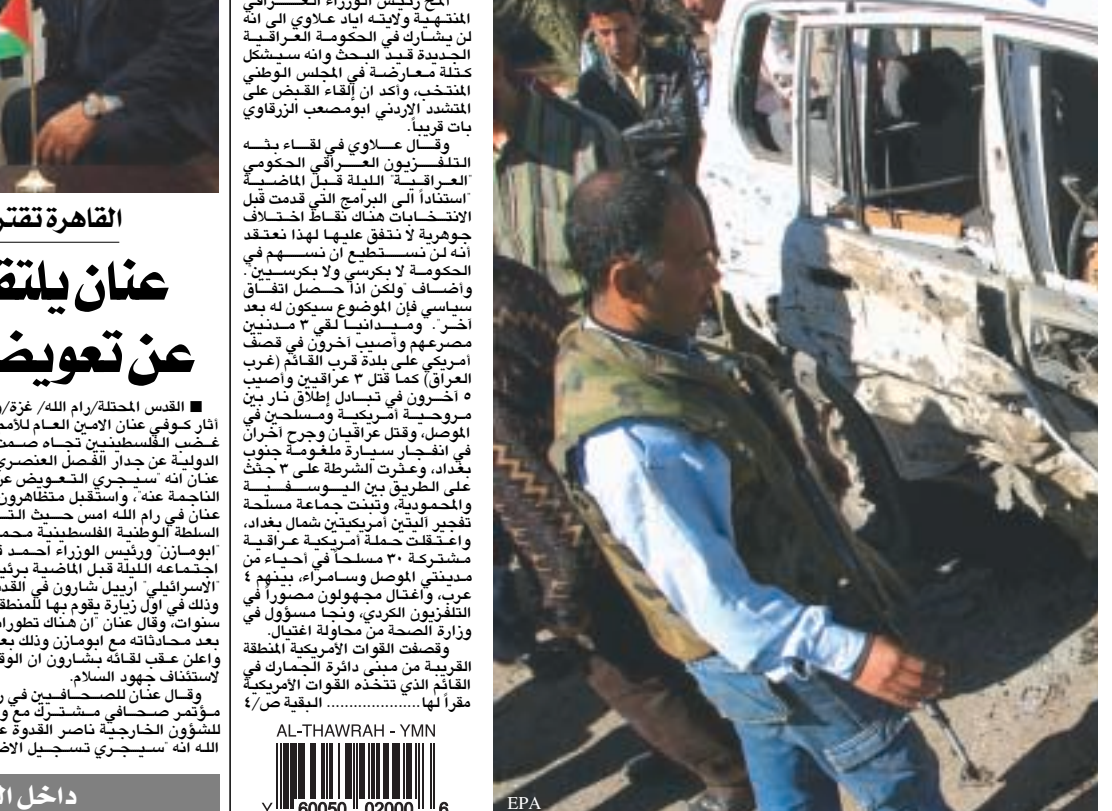 المح رئيس الوزراء العراقي
المنتهية ولايته اياد علاوي الى انه
لن يشارك في الحكومة العراقية
الجديدة قيد البحث وانه سيشكل
كتلة معارضة في المجلس الوطني
المنتخب، وأكد ان إلقاء القبض على
المتشدد الاردني ابومصعب الزرقاوي
بات قريباً.
وقال علاوي في لقاء بثه
التلفزيون العراقي الحكومي
"العراقية" الليلة قبل الماضية
"استناداً الى البرامج التي قدمت قبل
الانتخابات هناك نقاط اختلاف
جوهرية لا نتفق عليها لهذا نعتقد
أنه لن نستطيع ان نسهم في
الحكومة لا بكرسي ولا بكرسيين".
وأضاف "ولكن اذا حصل اتفاق
سياسي فإن الموضوع سيكون له بعد
آخر". وميدانيا لقي ٣ مدنيين
مصرعهم وأصيب آخرون في قصف
أمريكي على بلدة قرب القائم (غرب
العراق) كما قتل ٣ عراقيين وأصيب
٥ آخرون في تبادل إطلاق نار بين
مروحية أمريكية ومسلحين في
الموصل، وقتل عراقيان وجرح آخران
في انفجار سيارة ملغومة جنوب
بغداد، وعثرت الشرطة على ٣ جثث
على الطريق بين اليوسفية
والمحمودية، وتبنت جماعة مسلحة
تفجير آليتين أمريكيتين شمال بغداد،
واعتقلت حملة أمريكية عراقية
مشتركة ٣٠ مسلحاً في أحياء من
مدينتي الموصل وسامراء، بينهم ٤
عرب، واغتال مجهولون مصوراً في
التلفزيون الكردي، ونجا مسؤول في
وزارة الصحة من محاولة اغتيال.
وقصفت القوات الأمريكية المنطقة
القريبة من مبنى دائرة الجمارك في
القائم الذي تتخذه القوات الأمريكية
مقراً لها.................... البقية ص/٤
AL-THAWRAH - YMN
Y 60050 02000 6
EPA
القاهرة تقتر
عنان يلتق
عن تعويض
■ القدس المحتلة/رام الله/ غزة/و
أثار كوفي عنان الامين العام للأمم
غضب الفلسطينيين تجاه صمت
الدولية عن جدار الفصل العنصري
عنان انه "سيجري التعويض عن
الناجمة عنه"، واستقبل متظاهرون
عنان في رام الله امس حيث الت
السلطة الوطنية الفلسطينية محم
"ابومازن" ورئيس الوزراء أحمد ق
اجتماعه الليلة قبل الماضية برئي
"الاسرائيلي" ارييل شارون في القد
وذلك في اول زيارة يقوم بها للمنطق
سنوات، وقال عنان "ان هناك تطورا
بعد محادثاته مع ابومازن وذلك بع
واعلن عقب لقائه بشارون ان الوق
لاستئناف جهود السلام.
وقال عنان للصحافيين في ر
مؤتمر صحافي مشترك مع و
للشؤون الخارجية ناصر القدوة ع
الله انه "سيجري تسجيل الاض
داخل ال